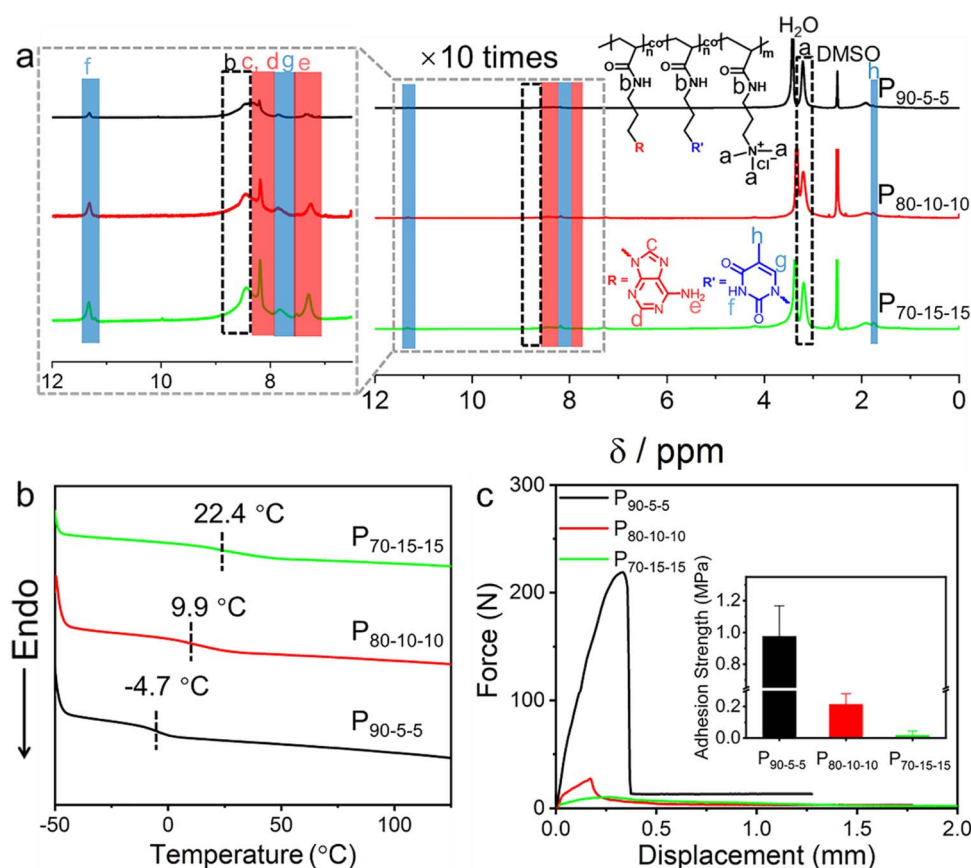 a
f
b
c,
d
g
e
×10 times
H₂O
a
DMSO
h
P₉₀₋₅₋₅
co
n
co
n
m
O
NH
b
O
NH
b
O
NH
b
R
R'
N⁺
Cl⁻
a
a
a
P₈₀₋₁₀₋₁₀
R =
c
N
N
N
N
NH₂
d
e
R' =
h
g
O
HN
N
O
f
P₇₀₋₁₅₋₁₅
12 10 8
12 10 8 6 4 2 0
δ / ppm
b
Endo
22.4 °C
P₇₀₋₁₅₋₁₅
9.9 °C
P₈₀₋₁₀₋₁₀
-4.7 °C
P₉₀₋₅₋₅
-50 0 50 100
Temperature (°C)
c
Force (N)
300
200
100
0
P₉₀₋₅₋₅
P₈₀₋₁₀₋₁₀
P₇₀₋₁₅₋₁₅
Adhesion Strength (MPa)
1.2
1.0
0.8
0.2
0.0
P₉₀₋₅₋₅ P₈₀₋₁₀₋₁₀ P₇₀₋₁₅₋₁₅
0.0 0.5 1.0 1.5 2.0
Displacement (mm)